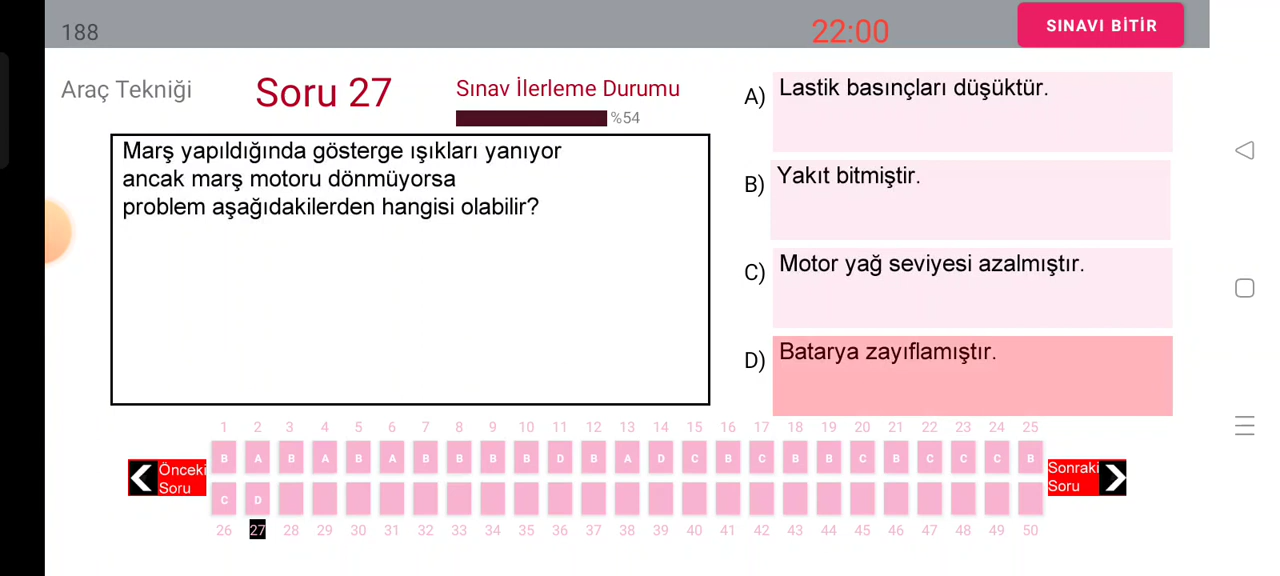 188
22:00
SINAVI BİTİR
Araç Tekniği
Soru 27
Sınav İlerleme Durumu
%54
Marş yapıldığında gösterge ışıkları yanıyor
ancak marş motoru dönmüyorsa
problem aşağıdakilerden hangisi olabilir?
A) Lastik basınçları düşüktür.
B) Yakıt bitmiştir.
C) Motor yağ seviyesi azalmıştır.
D) Batarya zayıflamıştır.
1 2 3 4 5 6 7 8 9 10 11 12 13 14 15 16 17 18 19 20 21 22 23 24 25
B A B A B A B B B B D B A D C B C B B C B C C C B
Önceki
Soru
Sonraki
Soru
C D
26 27 28 29 30 31 32 33 34 35 36 37 38 39 40 41 42 43 44 45 46 47 48 49 50